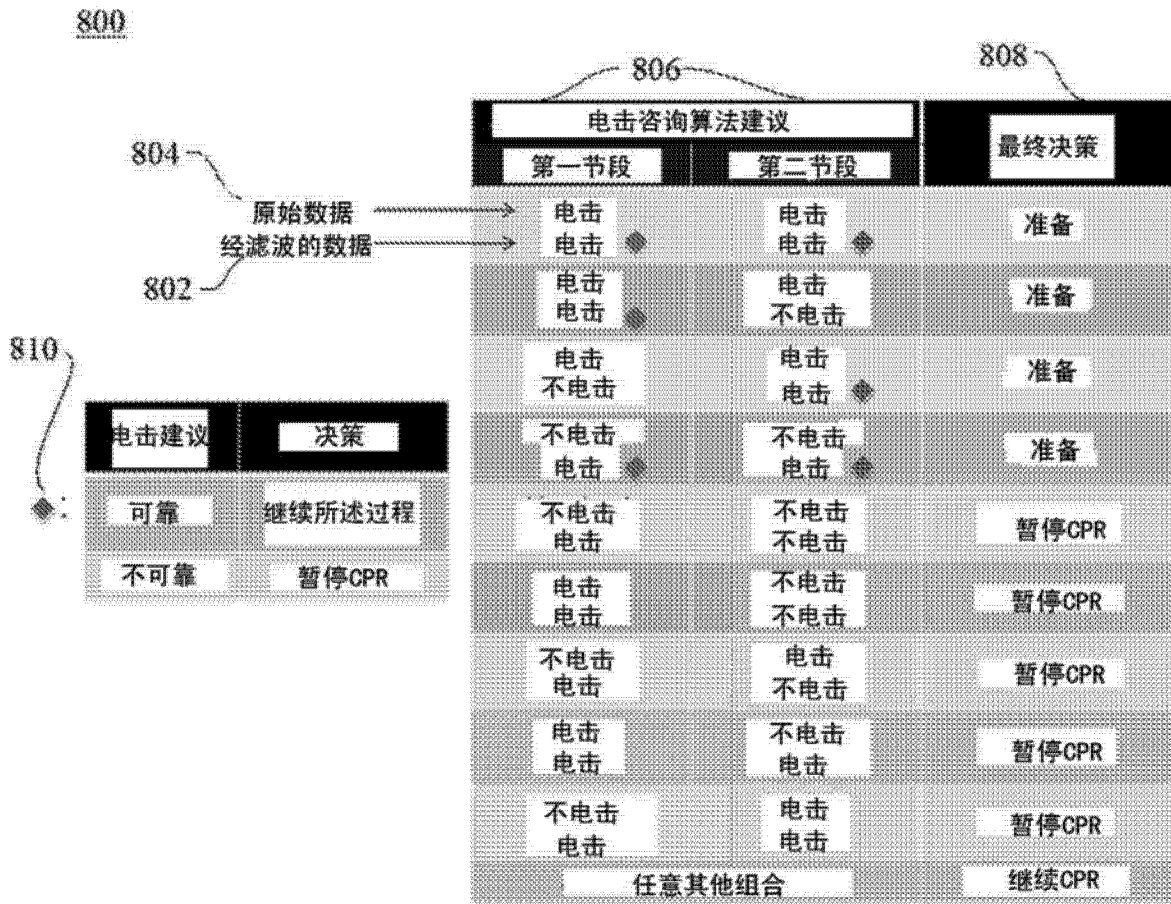 800
806
808
804
电击咨询算法建议
最终决策
第一节段
第二节段
原始数据
电击
电击
准备
经滤波的数据
电击
电击
802
电击
电击
准备
电击
不电击
810
电击
电击
准备
不电击
电击
电击建议
决策
不电击
不电击
准备
电击
电击
可靠
继续所述过程
不电击
不电击
暂停CPR
电击
不电击
不可靠
暂停CPR
电击
不电击
暂停CPR
电击
不电击
不电击
电击
暂停CPR
电击
不电击
电击
不电击
暂停CPR
电击
电击
不电击
电击
暂停CPR
电击
电击
任意其他组合
继续CPR